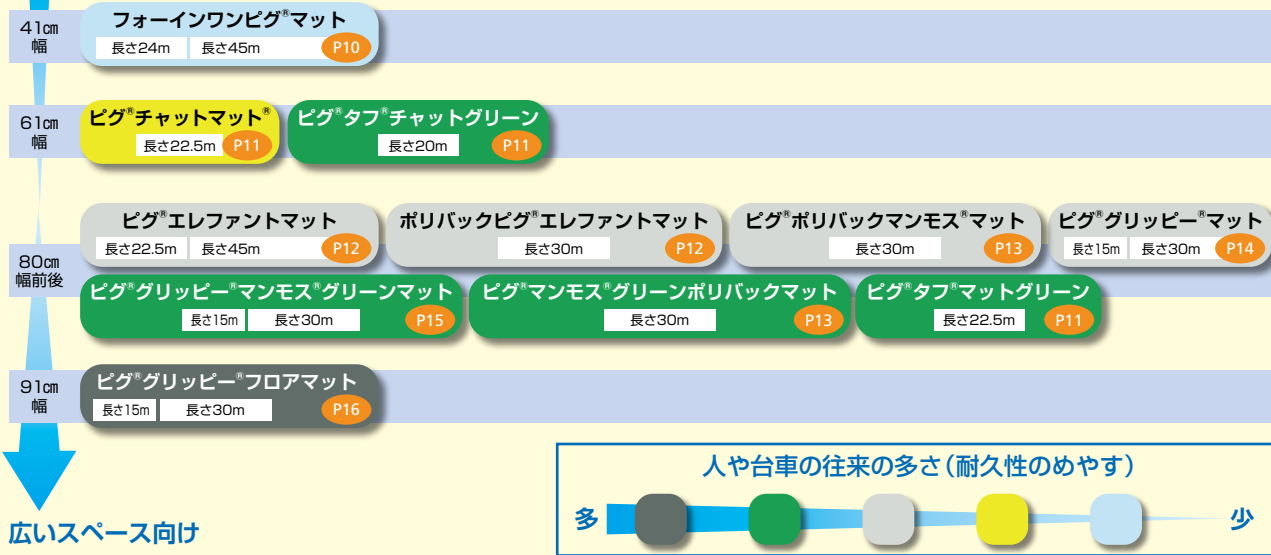 41㎝
幅
フォーインワンピグ®マット
長さ24m 長さ45m P10
61㎝
幅
ピグ®チャットマット®
長さ22.5m P11
ピグ®タフ®チャットグリーン
長さ20m P11
80㎝
幅前後
ピグ®エレファントマット
長さ22.5m 長さ45m P12
ポリバックピグ®エレファントマット
長さ30m P12
ピグ®ポリバックマンモス®マット
長さ30m P13
ピグ®グリッピー®マット
長さ15m 長さ30m P14
ピグ®グリッピー®マンモス®グリーンマット
長さ15m 長さ30m P15
ピグ®マンモス®グリーンポリバックマット
長さ30m P13
ピグ®タフ®マットグリーン
長さ22.5m P11
91㎝
幅
ピグ®グリッピー®フロアマット
長さ15m 長さ30m P16
広いスペース向け
人や台車の往来の多さ(耐久性のめやす)
多 少